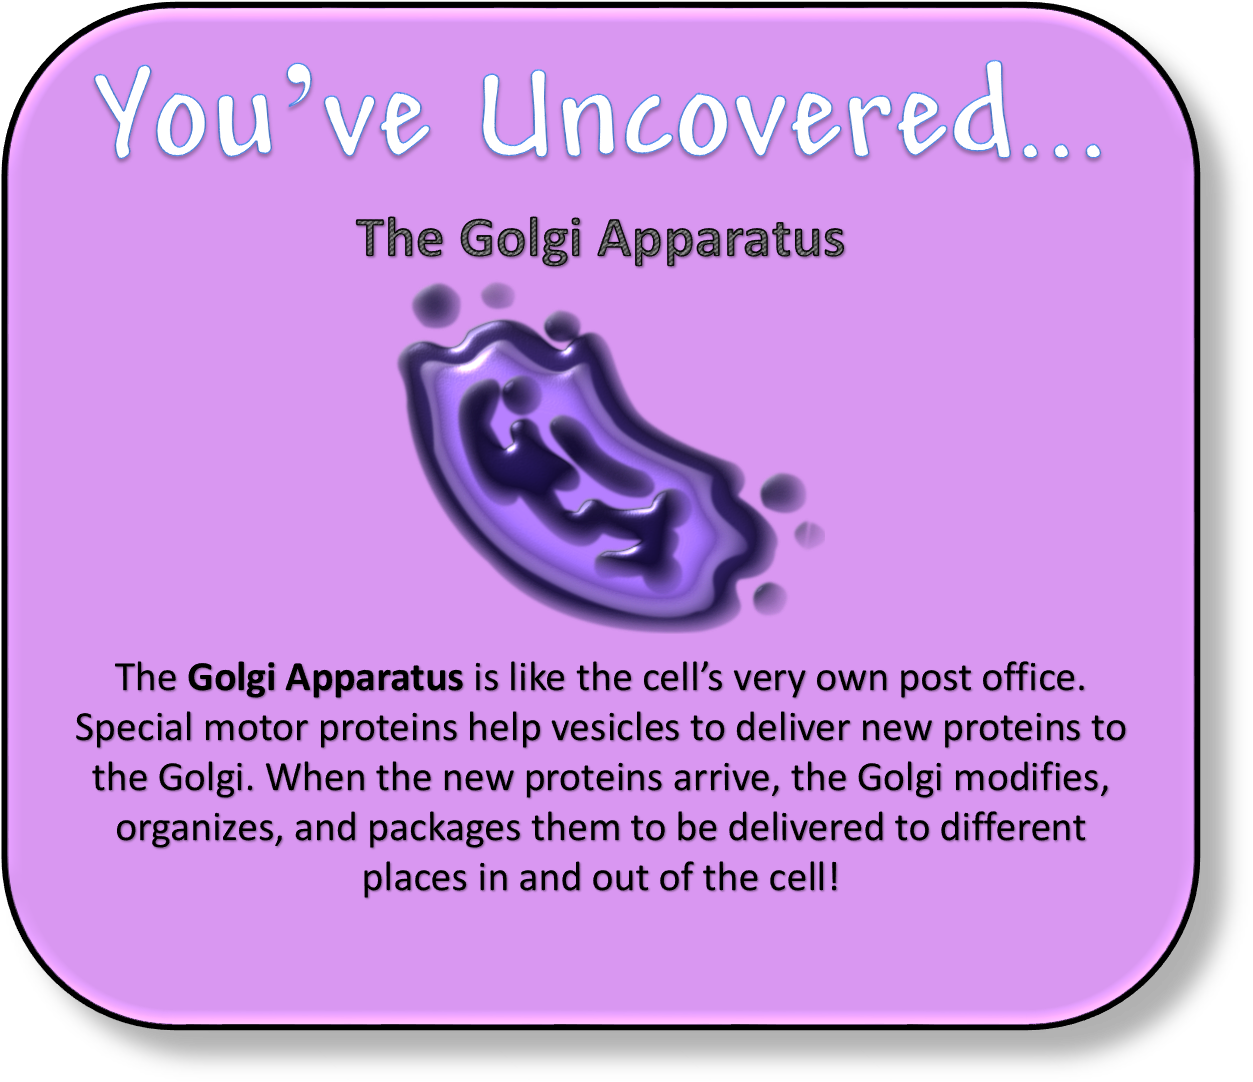 You’ve Uncovered...
The Golgi Apparatus
The Golgi Apparatus is like the cell’s very own post office.
Special motor proteins help vesicles to deliver new proteins to
the Golgi. When the new proteins arrive, the Golgi modifies,
organizes, and packages them to be delivered to different
places in and out of the cell!